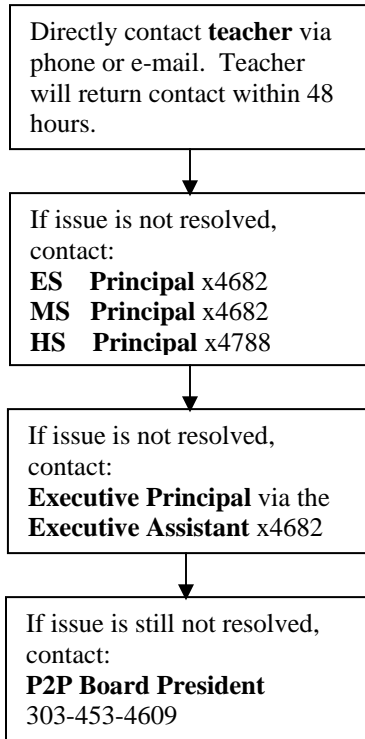 Directly contact teacher via
phone or e-mail. Teacher
will return contact within 48
hours.
If issue is not resolved,
contact:
ES Principal x4682
MS Principal x4682
HS Principal x4788
If issue is not resolved,
contact:
Executive Principal via the
Executive Assistant x4682
If issue is still not resolved,
contact:
P2P Board President
303-453-4609